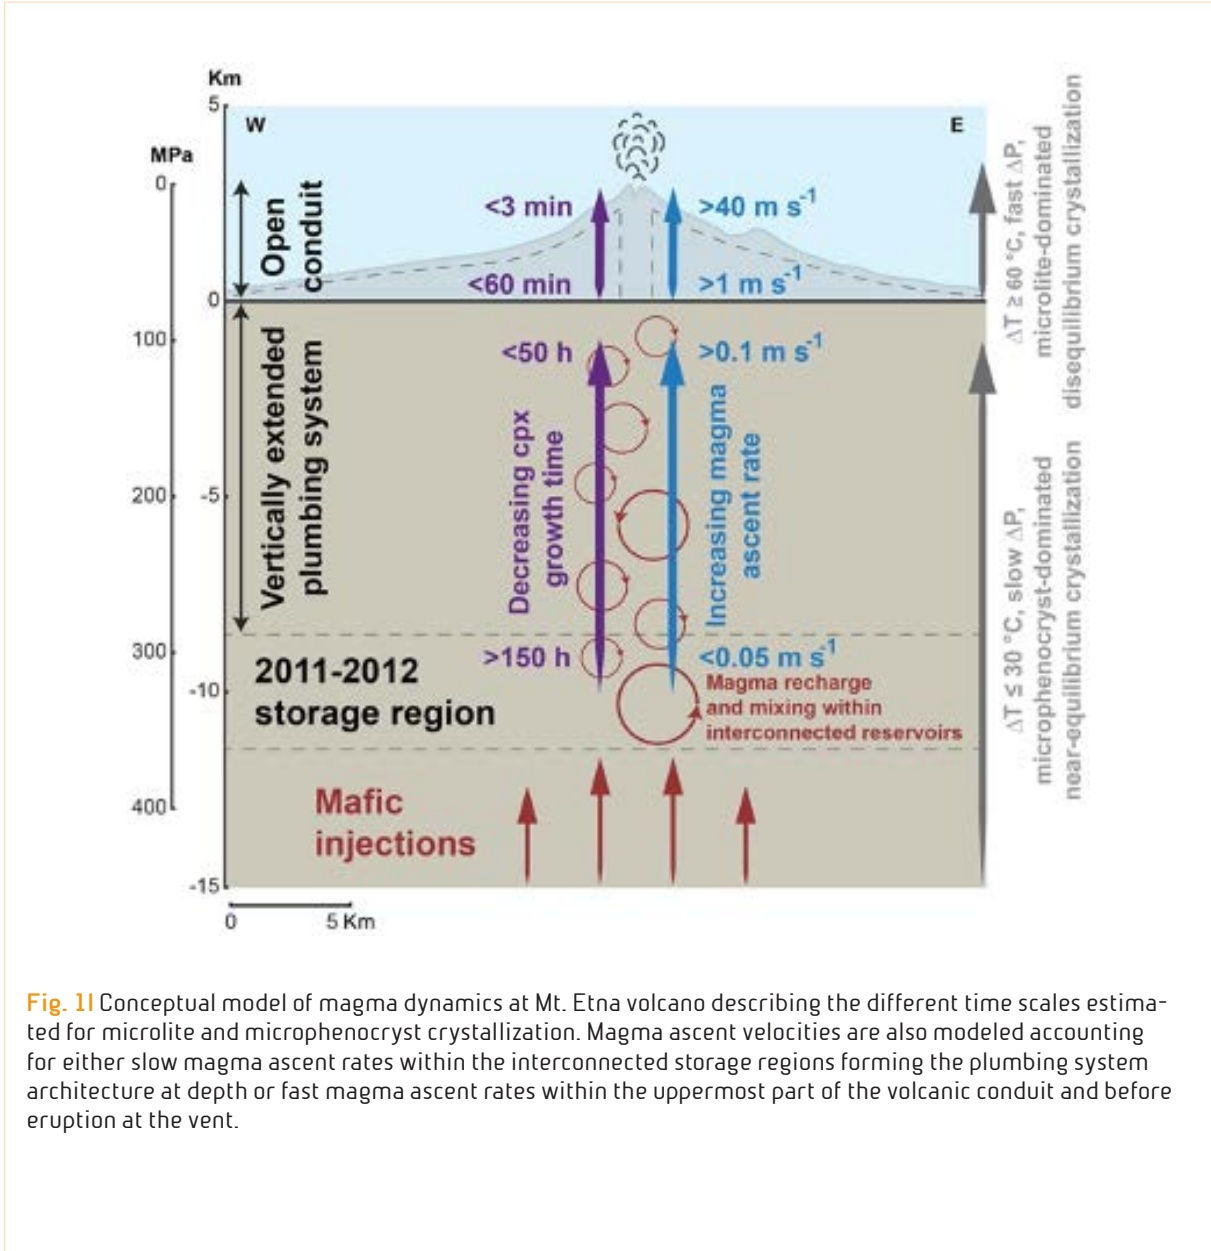 Km
5
W
E
MPa
0
Open
conduit
<3 min
>40 m s⁻¹
<60 min
>1 m s⁻¹
0
ΔT ≥ 60 °C, fast ΔP,
microlite-dominated
disequilibrium crystallization
100
<50 h
>0.1 m s⁻¹
Vertically extended
plumbing system
Decreasing cpx
growth time
Increasing magma
ascent rate
200
-5
ΔT ≤ 30 °C, slow ΔP,
microphenocryst-dominated
near-equilibrium crystallization
300
>150 h
<0.05 m s⁻¹
-10
2011-2012
storage region
Magma recharge
and mixing within
interconnected reservoirs
400
Mafic
injections
-15
0
5 Km
Fig. 1| Conceptual model of magma dynamics at Mt. Etna volcano describing the different time scales estima-
ted for microlite and microphenocryst crystallization. Magma ascent velocities are also modeled accounting
for either slow magma ascent rates within the interconnected storage regions forming the plumbing system
architecture at depth or fast magma ascent rates within the uppermost part of the volcanic conduit and before
eruption at the vent.